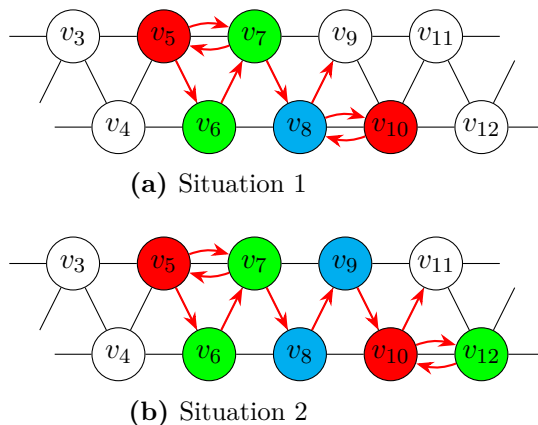 v3 v5 v7 v9 v11
v4 v6 v8 v10 v12
(a) Situation 1
v3 v5 v7 v9 v11
v4 v6 v8 v10 v12
(b) Situation 2